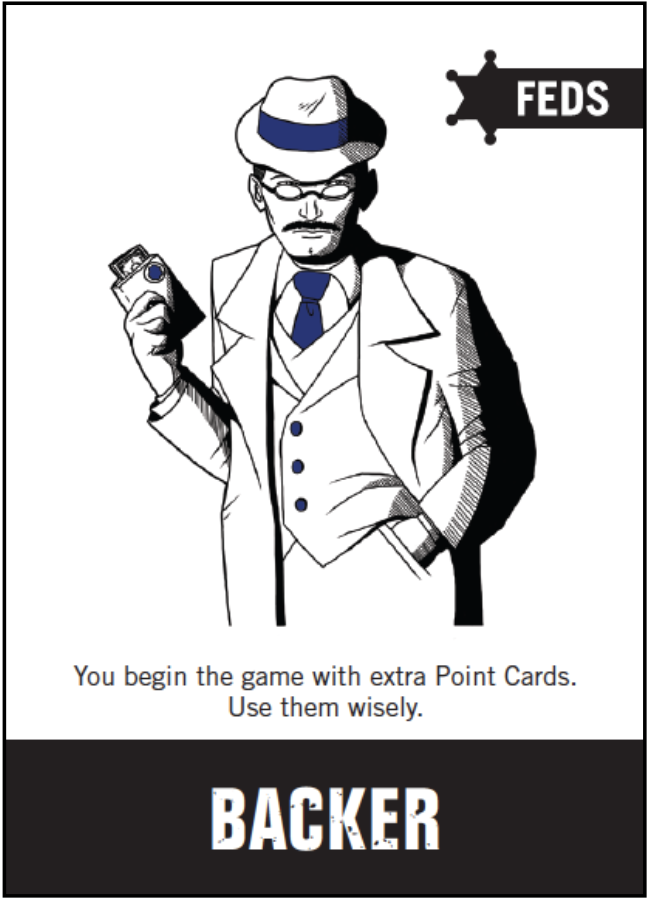 FEDS
You begin the game with extra Point Cards.
Use them wisely.
BACKER